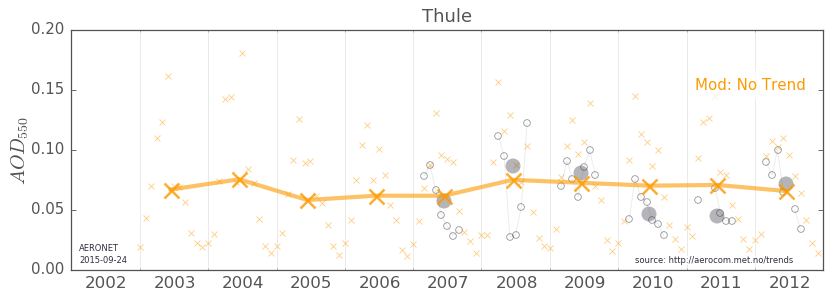 Thule
0.20
0.15
0.10
0.05
0.00
AOD550
Mod: No Trend
AERONET
2015-09-24
source: http://aerocom.met.no/trends
2002 2003 2004 2005 2006 2007 2008 2009 2010 2011 2012